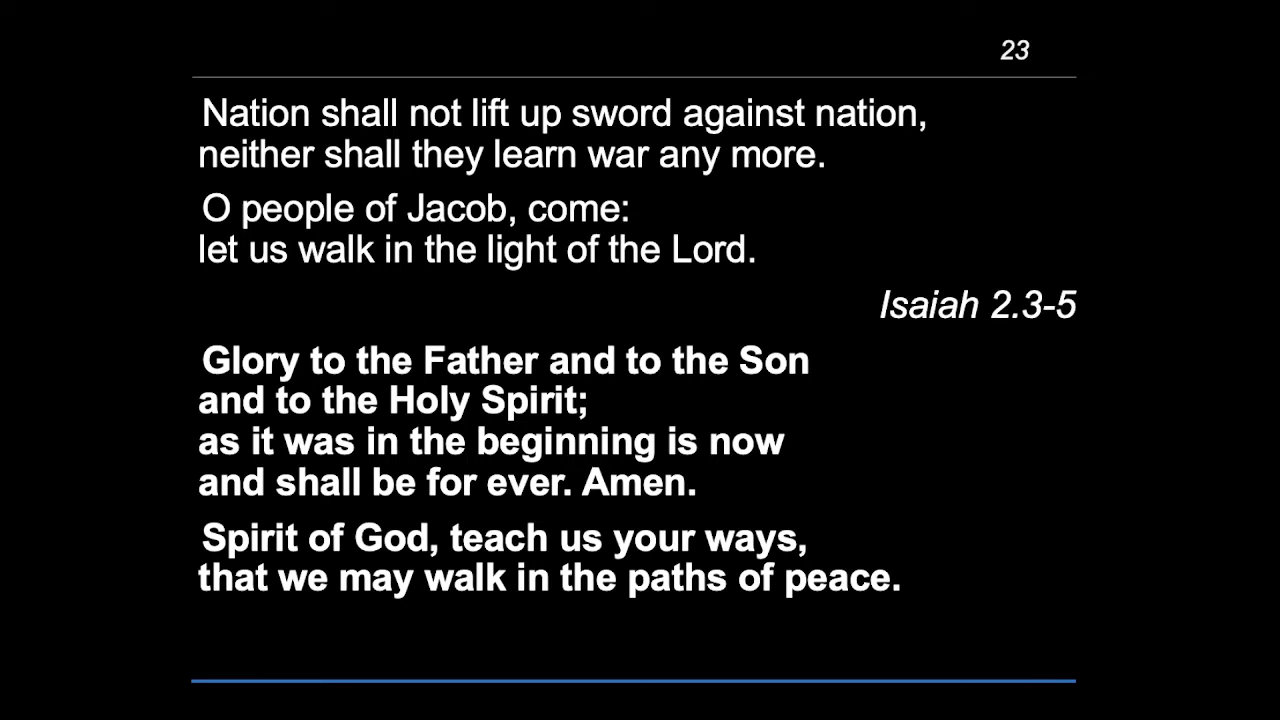 23
Nation shall not lift up sword against nation,
neither shall they learn war any more.
O people of Jacob, come:
let us walk in the light of the Lord.
Isaiah 2.3-5
Glory to the Father and to the Son
and to the Holy Spirit;
as it was in the beginning is now
and shall be for ever. Amen.
Spirit of God, teach us your ways,
that we may walk in the paths of peace.